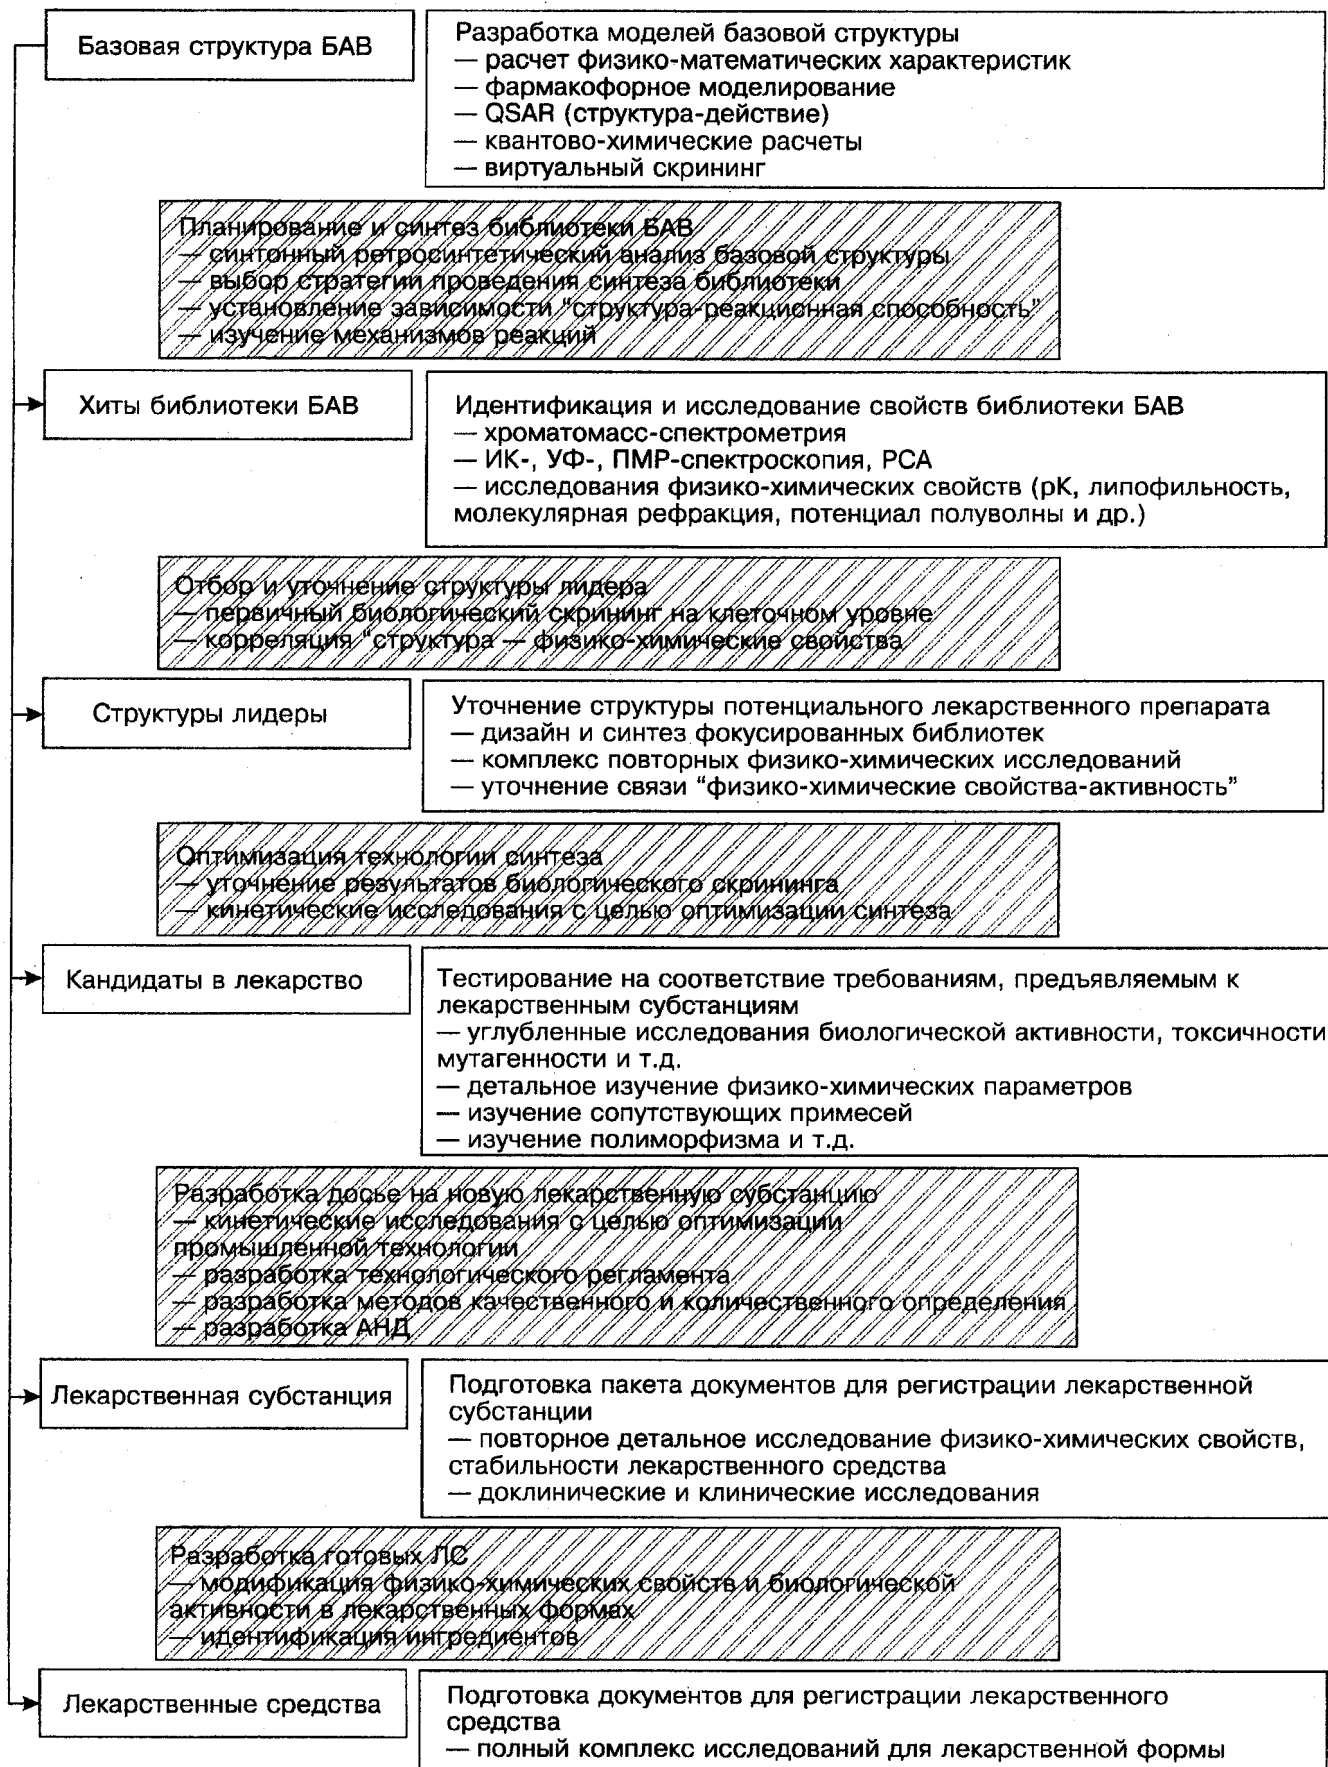 Базовая структура БАВ
Разработка моделей базовой структуры
— расчет физико-математических характеристик
— фармакофорное моделирование
— QSAR (структура-действие)
— квантово-химические расчеты
— виртуальный скрининг
Планирование и синтез библиотеки БАВ
— синтонный ретросинтетический анализ базовой структуры
— выбор стратегии проведения синтеза библиотеки
— установление зависимости “структура-реакционная способность”
— изучение механизмов реакций
Хиты библиотеки БАВ
Идентификация и исследование свойств библиотеки БАВ
— хроматомасс-спектрометрия
— ИК-, УФ-, ПМР-спектроскопия, РСА
— исследования физико-химических свойств (рК, липофильность,
молекулярная рефракция, потенциал полуволны и др.)
Отбор и уточнение структуры лидера
— первичный биологический скрининг на клеточном уровне
— корреляция “структура — физико-химические свойства
Структуры лидеры
Уточнение структуры потенциального лекарственного препарата
— дизайн и синтез фокусированных библиотек
— комплекс повторных физико-химических исследований
— уточнение связи “физико-химические свойства-активность”
Оптимизация технологии синтеза
— уточнение результатов биологического скрининга
— кинетические исследования с целью оптимизации синтеза
Кандидаты в лекарство
Тестирование на соответствие требованиям, предъявляемым к
лекарственным субстанциям
— углубленные исследования биологической активности, токсичности
мутагенности и т.д.
— детальное изучение физико-химических параметров
— изучение сопутствующих примесей
— изучение полиморфизма и т.д.
Разработка досье на новую лекарственную субстанцию
— кинетические исследования с целью оптимизации
промышленной технологии
— разработка технологического регламента
— разработка методов качественного и количественного определения
— разработка АНД
Лекарственная субстанция
Подготовка пакета документов для регистрации лекарственной
субстанции
— повторное детальное исследование физико-химических свойств,
стабильности лекарственного средства
— доклинические и клинические исследования
Разработка готовых ЛС
— модификация физико-химических свойств и биологической
активности в лекарственных формах
— идентификация ингредиентов
Лекарственные средства
Подготовка документов для регистрации лекарственного
средства
— полный комплекс исследований для лекарственной формы